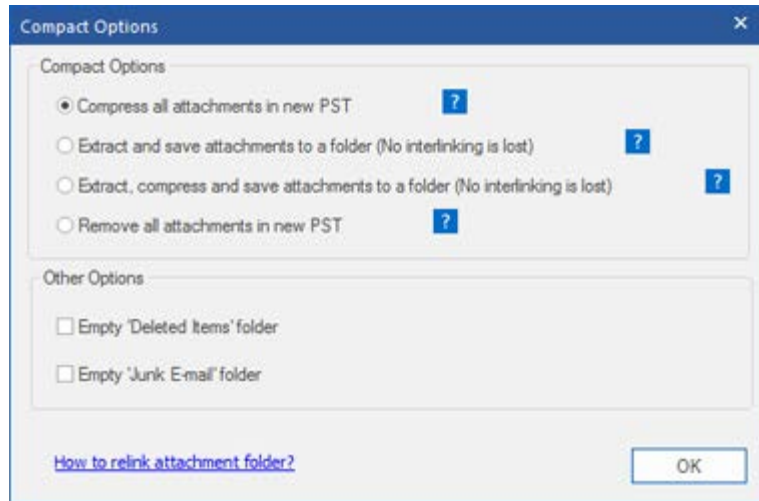 Compact Options
Compact Options
Compress all attachments in new PST ?
Extract and save attachments to a folder (No interlinking is lost) ?
Extract, compress and save attachments to a folder (No interlinking is lost) ?
Remove all attachments in new PST ?
Other Options
Empty 'Deleted Items' folder
Empty 'Junk E-mail' folder
How to relink attachment folder?
OK